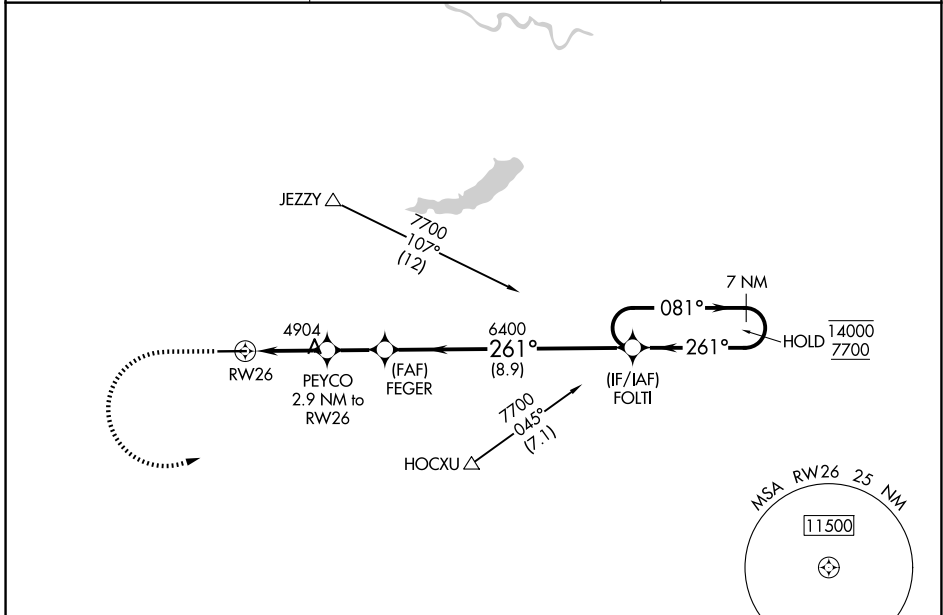 JEZZY
7700
107°
(12)
7 NM
081°
HOLD
14000
7700
4904
6400
261°
(8.9)
261°
RW26
PEYCO
2.9 NM to
RW26
(FAF)
FEGER
(IF/IAF)
FOLTI
7700
045°
(7.1)
HOCXU
MSA RW26 25 NM
11500